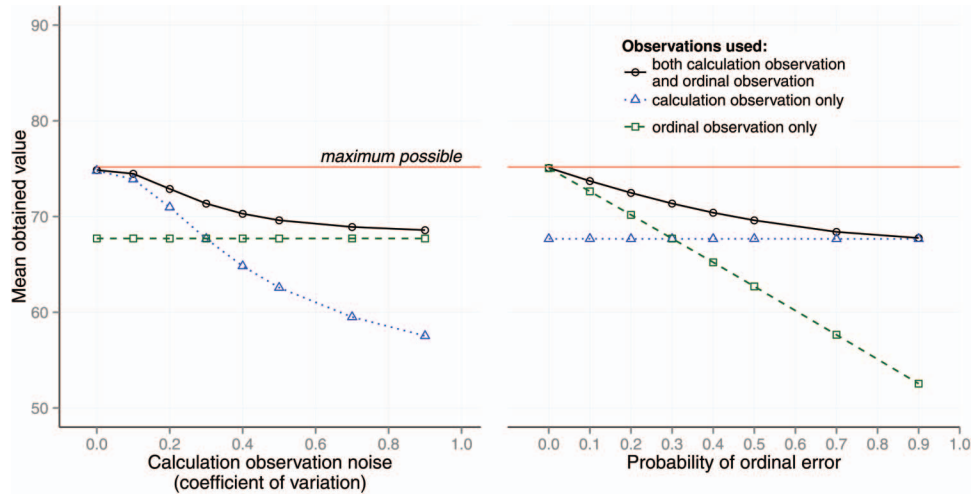 90
80
70
60
50
Mean obtained value
maximum possible
0.0 0.2 0.4 0.6 0.8 1.0
Calculation observation noise
(coefficient of variation)
Observations used:
both calculation observation
and ordinal observation
calculation observation only
ordinal observation only
0.0 0.1 0.2 0.3 0.4 0.5 0.6 0.7 0.8 0.9 1.0
Probability of ordinal error